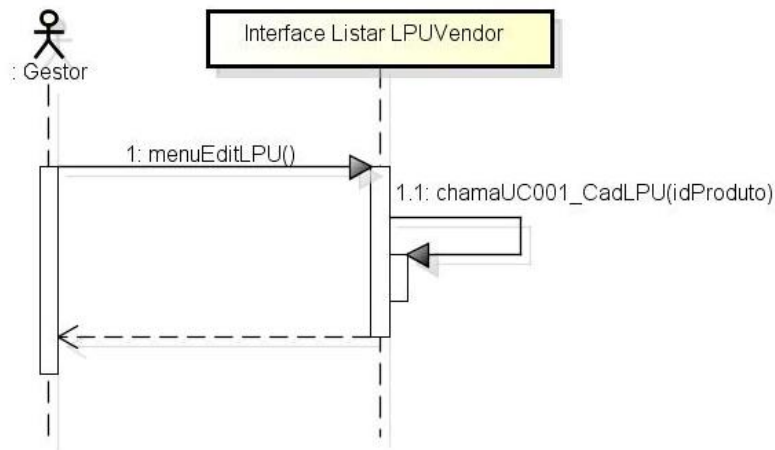 Interface Listar LPUVendor
: Gestor
1: menuEditLPU()
1.1: chamaUC001_CadLPU(idProduto)